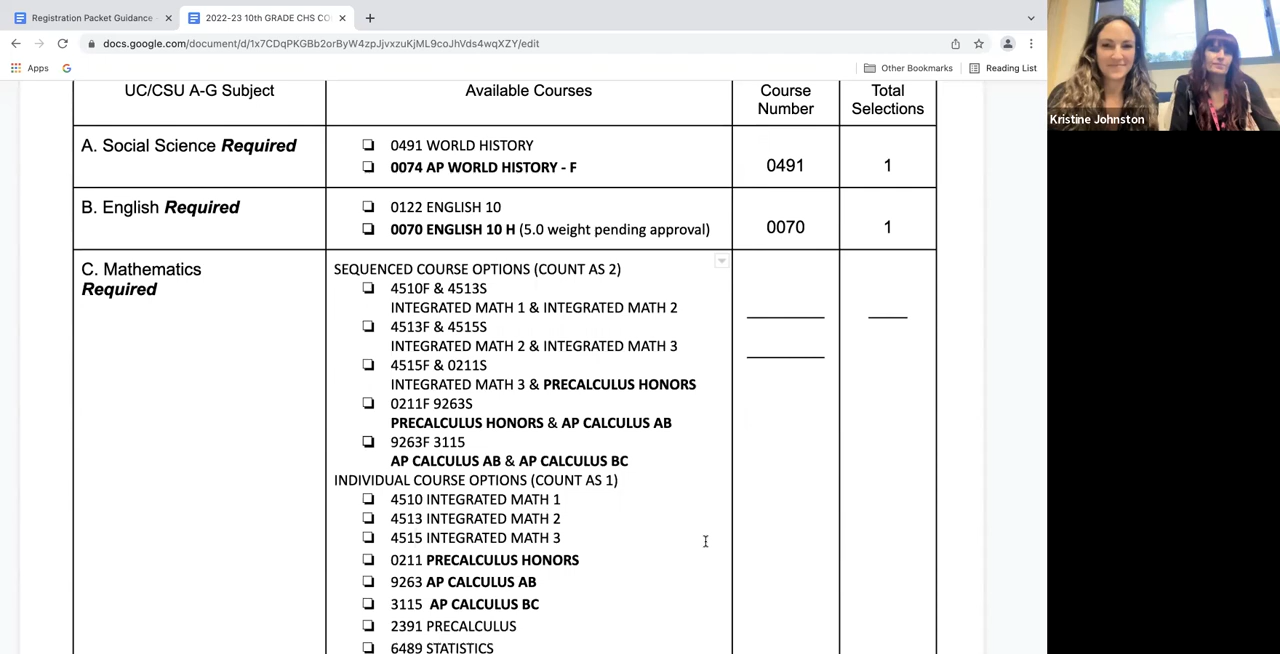 Registration Packet Guidance
2022-23 10th GRADE CHS CO
docs.google.com/document/d/1x7CDqPKGBb2orByW4zpJjvxzuKjML9coJhVds4wqXZY/edit
Apps
Other Bookmarks
Reading List
UC/CSU A-G Subject
Available Courses
Course
Number
Total
Selections
A. Social Science Required
0491 WORLD HISTORY
0074 AP WORLD HISTORY - F
0491
1
B. English Required
0122 ENGLISH 10
0070 ENGLISH 10 H (5.0 weight pending approval)
0070
1
C. Mathematics
Required
SEQUENCED COURSE OPTIONS (COUNT AS 2)
4510F & 4513S
INTEGRATED MATH 1 & INTEGRATED MATH 2
4513F & 4515S
INTEGRATED MATH 2 & INTEGRATED MATH 3
4515F & 0211S
INTEGRATED MATH 3 & PRECALCULUS HONORS
0211F 9263S
PRECALCULUS HONORS & AP CALCULUS AB
9263F 3115
AP CALCULUS AB & AP CALCULUS BC
INDIVIDUAL COURSE OPTIONS (COUNT AS 1)
4510 INTEGRATED MATH 1
4513 INTEGRATED MATH 2
4515 INTEGRATED MATH 3
0211 PRECALCULUS HONORS
9263 AP CALCULUS AB
3115 AP CALCULUS BC
2391 PRECALCULUS
6489 STATISTICS
Kristine Johnston